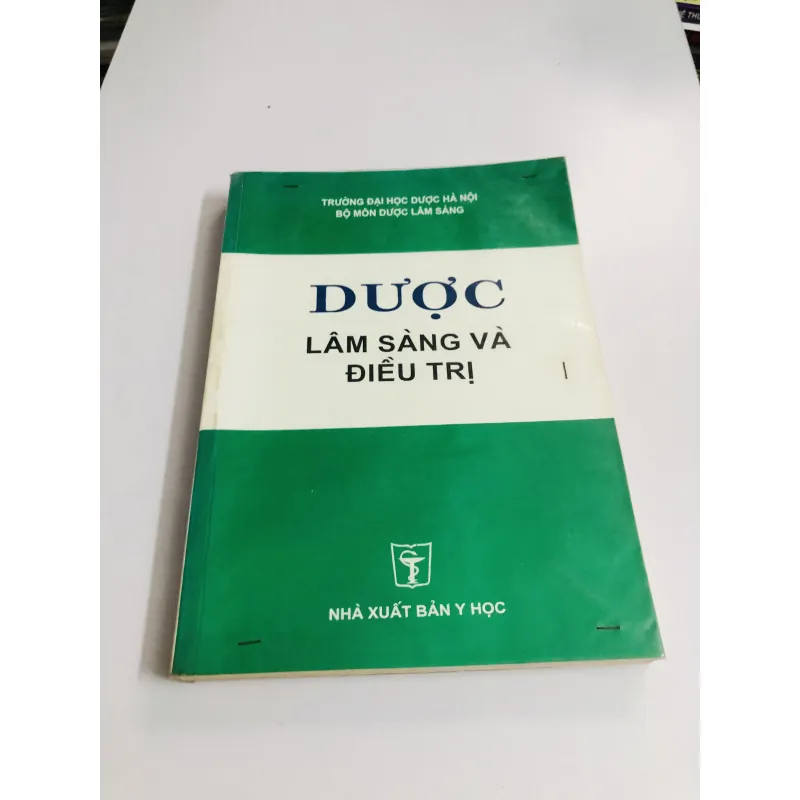 TRƯỜNG ĐẠI HỌC DƯỢC HÀ NỘI
BỘ MÔN DƯỢC LÂM SÀNG
DƯỢC
LÂM SÀNG VÀ
ĐIỀU TRỊ
NHÀ XUẤT BẢN Y HỌC